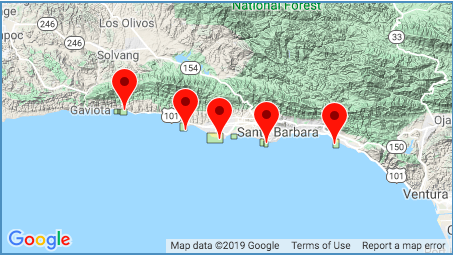 National Forest
246
Los Olivos
poc
246
Solvang
33
154
Gaviota
101
Santa Barbara
Oja
150
101
Ventura
Google
Map data ©2019 Google
Terms of Use
Report a map error